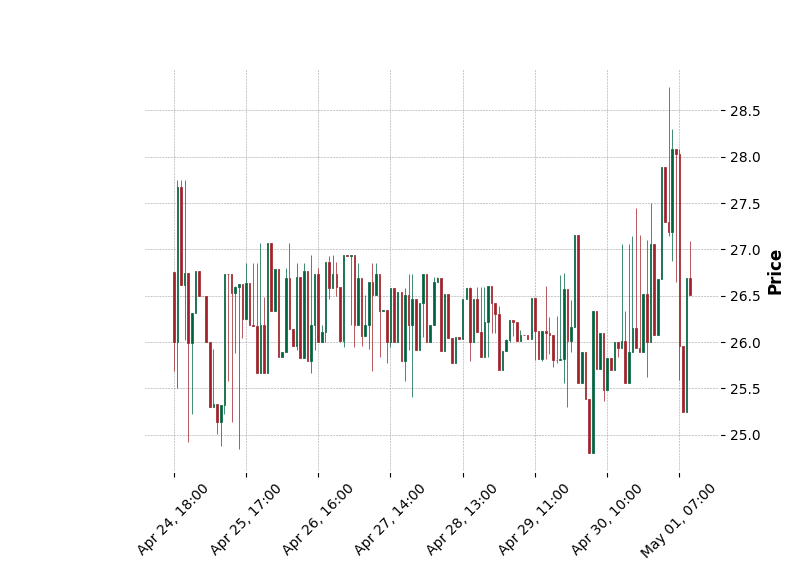 28.5
28.0
27.5
27.0
26.5
26.0
25.5
25.0
Price
Apr 24, 18:00
Apr 25, 17:00
Apr 26, 16:00
Apr 27, 14:00
Apr 28, 13:00
Apr 29, 11:00
Apr 30, 10:00
May 01, 07:00